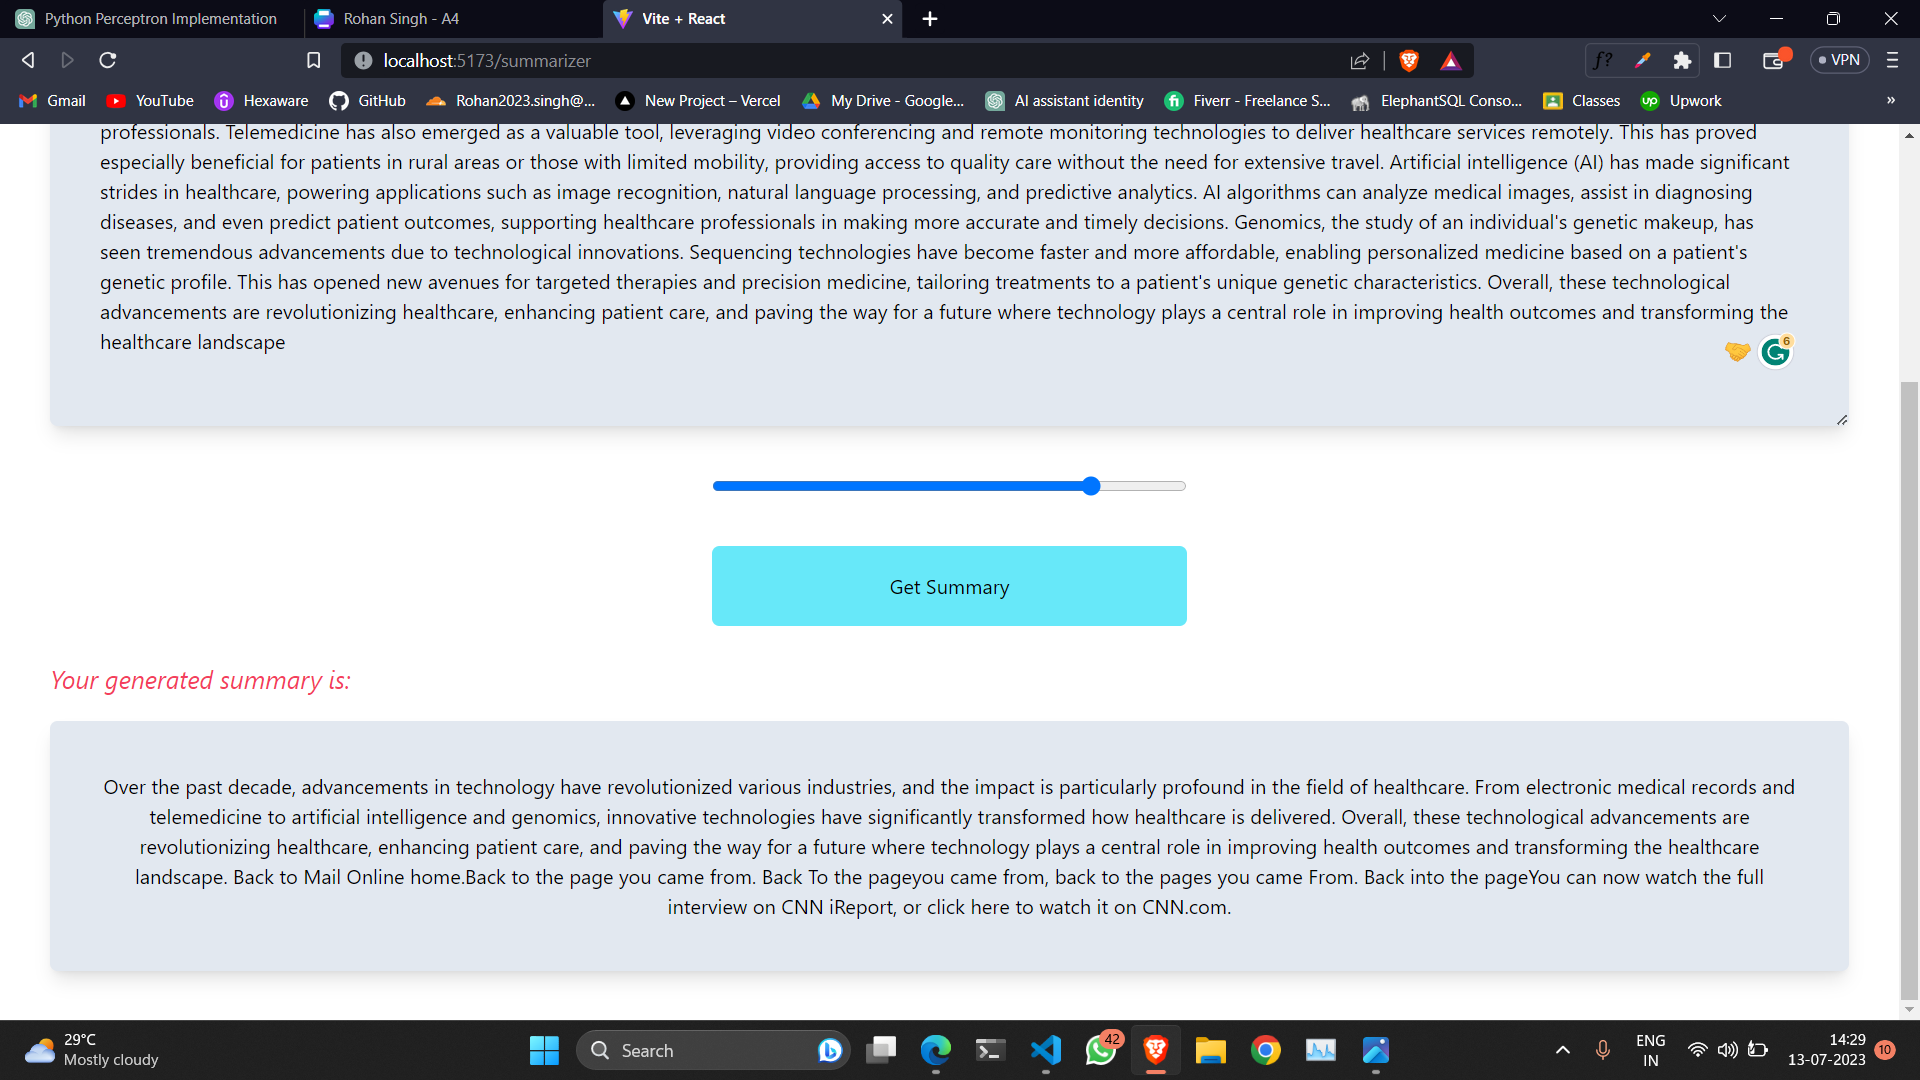 Python Perceptron Implementation
Rohan Singh - A4
Vite + React
localhost:5173/summarizer
f?
VPN
Gmail
YouTube
Hexaware
GitHub
Rohan2023.singh@...
New Project – Vercel
My Drive - Google...
AI assistant identity
Fiverr - Freelance S...
ElephantSQL Conso...
Classes
Upwork
»
professionals. Telemedicine has also emerged as a valuable tool, leveraging video conferencing and remote monitoring technologies to deliver healthcare services remotely. This has proved
especially beneficial for patients in rural areas or those with limited mobility, providing access to quality care without the need for extensive travel. Artificial intelligence (AI) has made significant
strides in healthcare, powering applications such as image recognition, natural language processing, and predictive analytics. AI algorithms can analyze medical images, assist in diagnosing
diseases, and even predict patient outcomes, supporting healthcare professionals in making more accurate and timely decisions. Genomics, the study of an individual's genetic makeup, has
seen tremendous advancements due to technological innovations. Sequencing technologies have become faster and more affordable, enabling personalized medicine based on a patient's
genetic profile. This has opened new avenues for targeted therapies and precision medicine, tailoring treatments to a patient's unique genetic characteristics. Overall, these technological
advancements are revolutionizing healthcare, enhancing patient care, and paving the way for a future where technology plays a central role in improving health outcomes and transforming the
healthcare landscape
6
Get Summary
Your generated summary is:
Over the past decade, advancements in technology have revolutionized various industries, and the impact is particularly profound in the field of healthcare. From electronic medical records and
telemedicine to artificial intelligence and genomics, innovative technologies have significantly transformed how healthcare is delivered. Overall, these technological advancements are
revolutionizing healthcare, enhancing patient care, and paving the way for a future where technology plays a central role in improving health outcomes and transforming the healthcare
landscape. Back to Mail Online home.Back to the page you came from. Back To the pageyou came from, back to the pages you came From. Back into the pageYou can now watch the full
interview on CNN iReport, or click here to watch it on CNN.com.
29°C
Mostly cloudy
Search
42
ENG
IN
14:29
13-07-2023
10